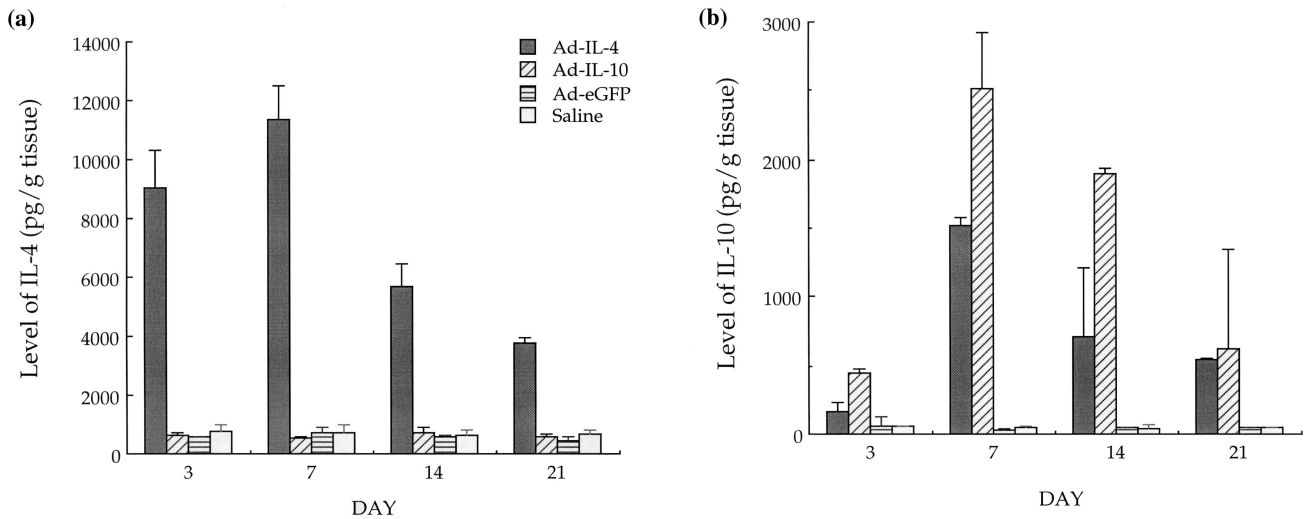 (a)
Level of IL-4 (pg/g tissue)
14000
12000
10000
8000
6000
4000
2000
0
Ad-IL-4
Ad-IL-10
Ad-eGFP
Saline
3 7 14 21
DAY
(b)
Level of IL-10 (pg/g tissue)
3000
2000
1000
0
3 7 14 21
DAY